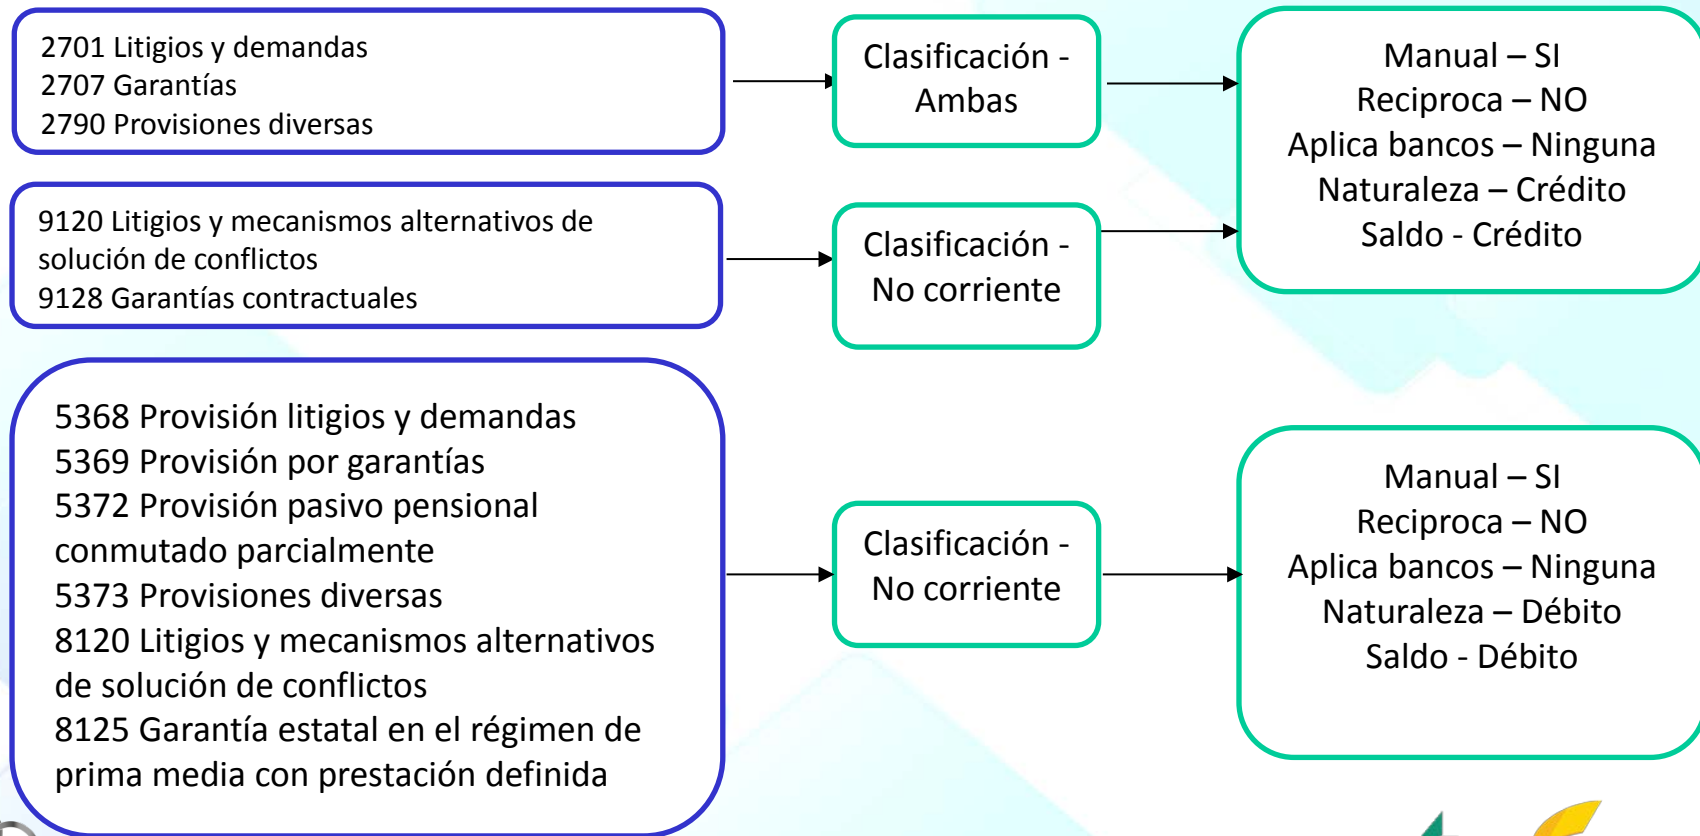 2701 Litigios y demandas
2707 Garantías
2790 Provisiones diversas
Clasificación -
Ambas
Manual – SI
Reciproca – NO
Aplica bancos – Ninguna
Naturaleza – Crédito
Saldo - Crédito
9120 Litigios y mecanismos alternativos de
solución de conflictos
9128 Garantías contractuales
Clasificación -
No corriente
5368 Provisión litigios y demandas
5369 Provisión por garantías
5372 Provisión pasivo pensional
conmutado parcialmente
5373 Provisiones diversas
8120 Litigios y mecanismos alternativos
de solución de conflictos
8125 Garantía estatal en el régimen de
prima media con prestación definida
Clasificación -
No corriente
Manual – SI
Reciproca – NO
Aplica bancos – Ninguna
Naturaleza – Débito
Saldo - Débito